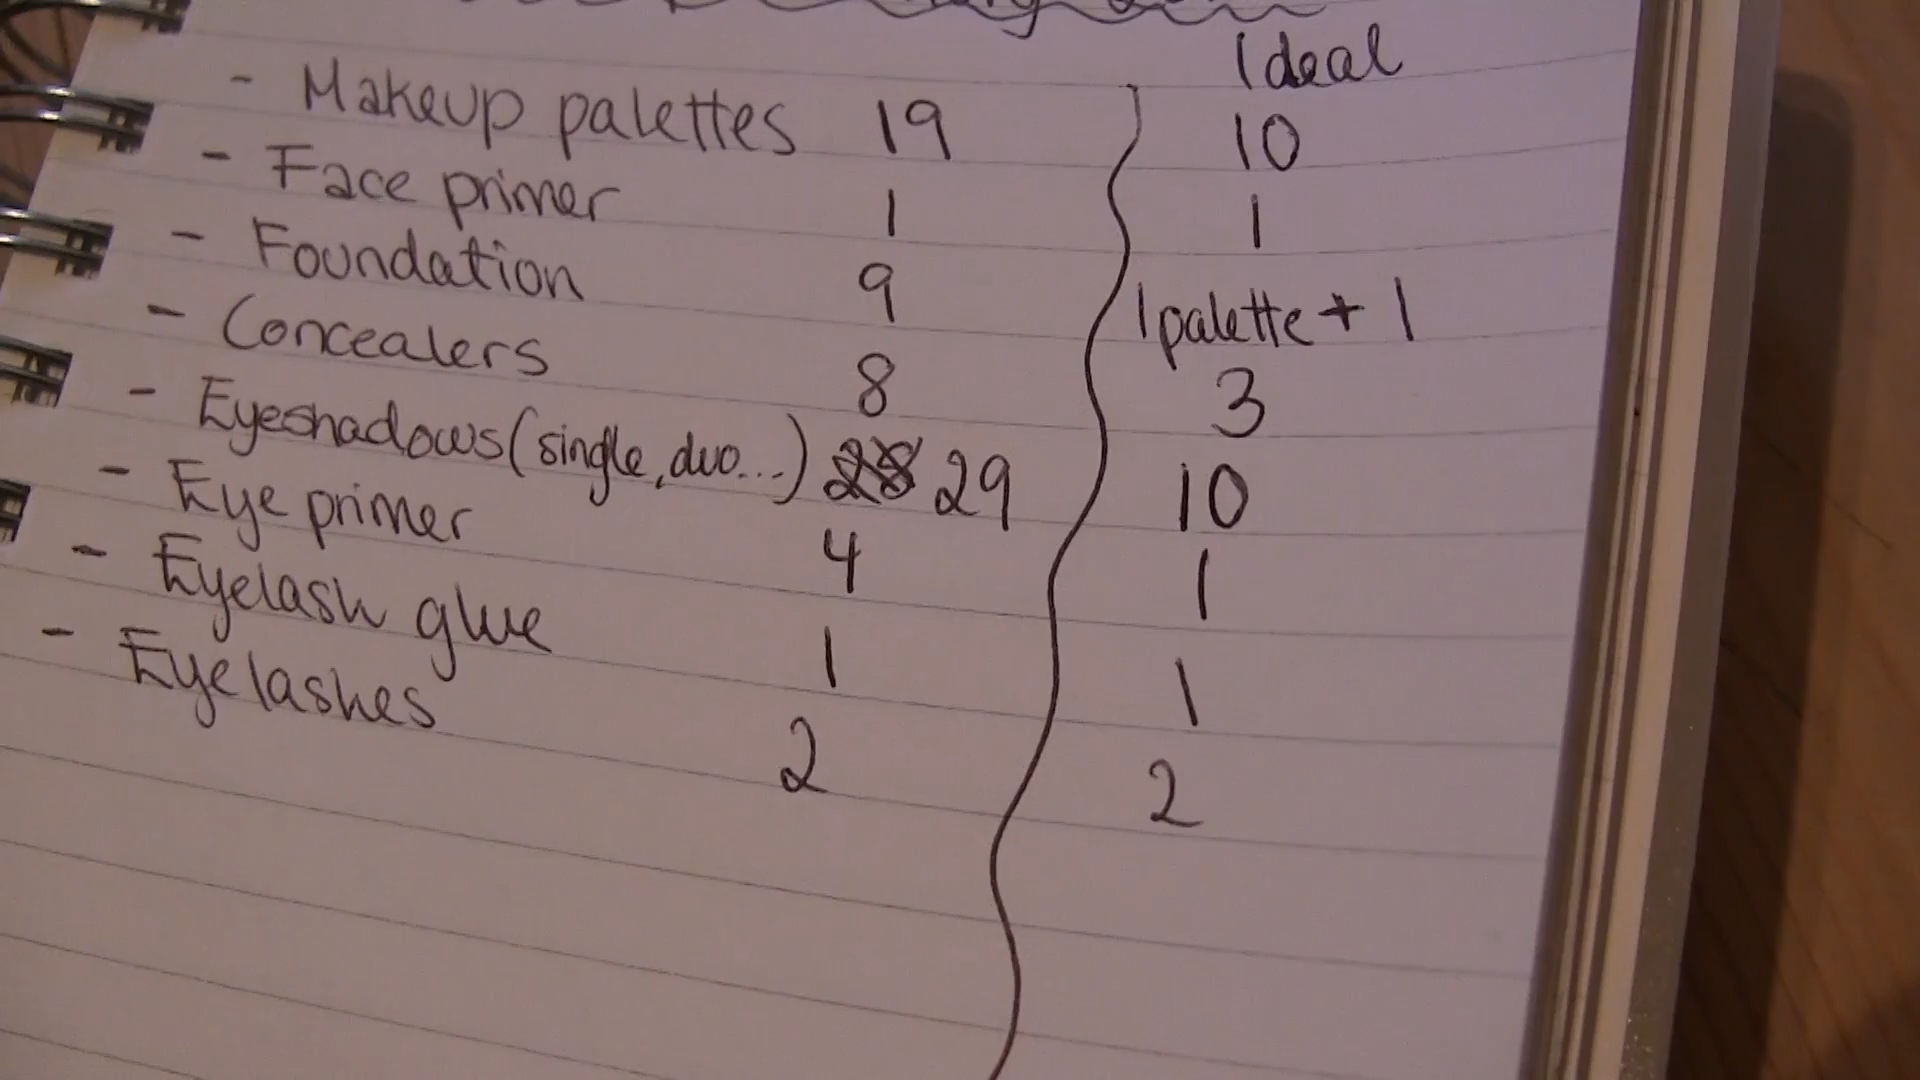 Ideal
- Makeup palettes 19 10
- Face primer 1 1
- Foundation 9 1 palette + 1
- Concealers 8 3
- Eyeshadows (single, duo...) 28 29 10
- Eye primer 4 1
- Eyelash glue 1 1
- Eyelashes 2 2